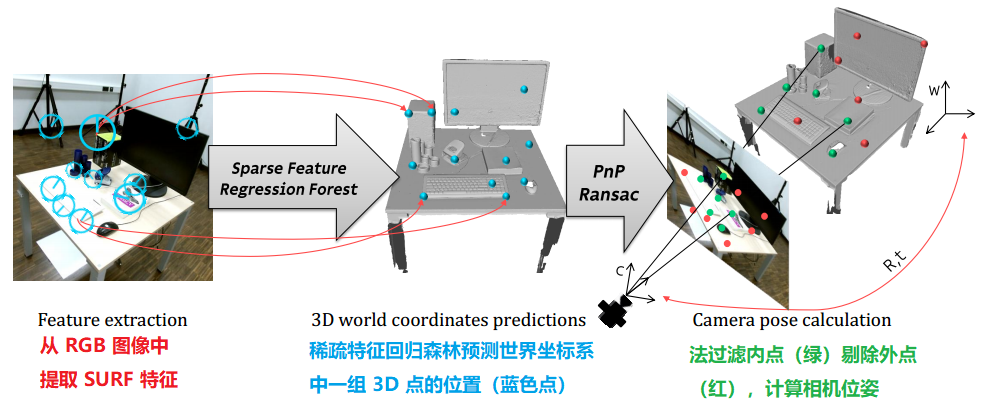 Sparse Feature
Regression Forest
PnP
Ransac
W
C
R,t
Feature extraction
从 RGB 图像中
提取 SURF 特征
3D world coordinates predictions
稀疏特征回归森林预测世界坐标系
中一组 3D 点的位置（蓝色点）
Camera pose calculation
法过滤内点（绿）剔除外点
（红），计算相机位姿